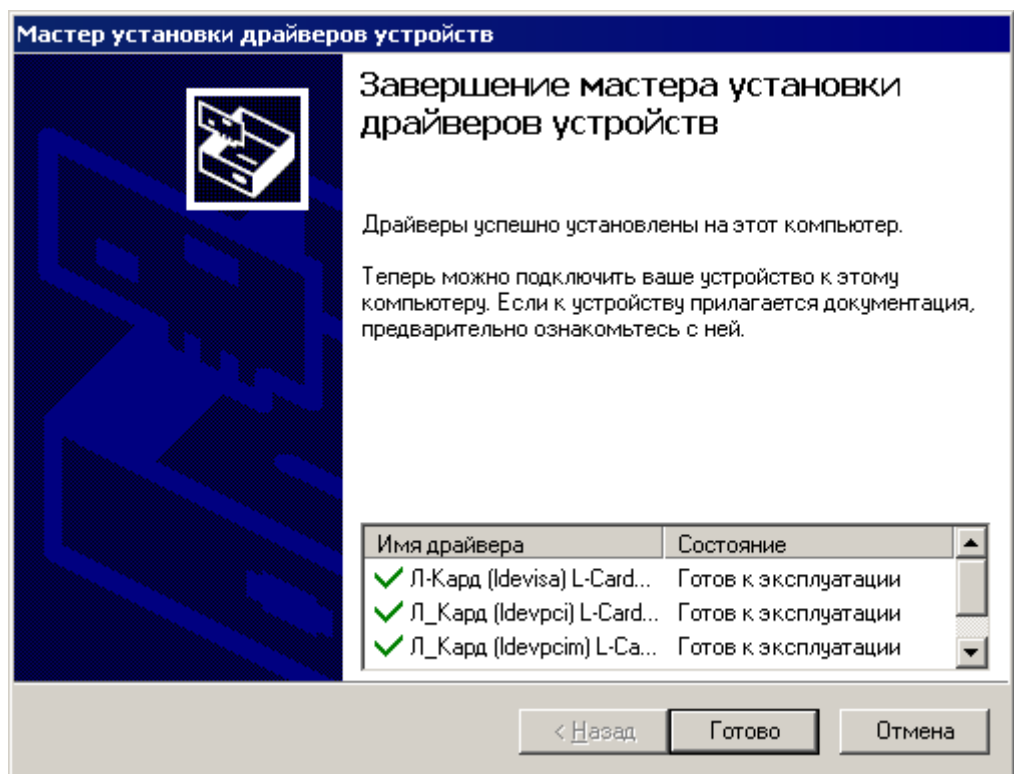 Мастер установки драйверов устройств
Завершение мастера установки
драйверов устройств
Драйверы успешно установлены на этот компьютер.
Теперь можно подключить ваше устройство к этому
компьютеру. Если к устройству прилагается документация,
предварительно ознакомьтесь с ней.
Имя драйвера Состояние
Л-Кард (ldevisa) L-Card... Готов к эксплуатации
Л_Кард (ldevpci) L-Card... Готов к эксплуатации
Л_Кард (ldevpcim) L-Ca... Готов к эксплуатации
< Назад Готово Отмена